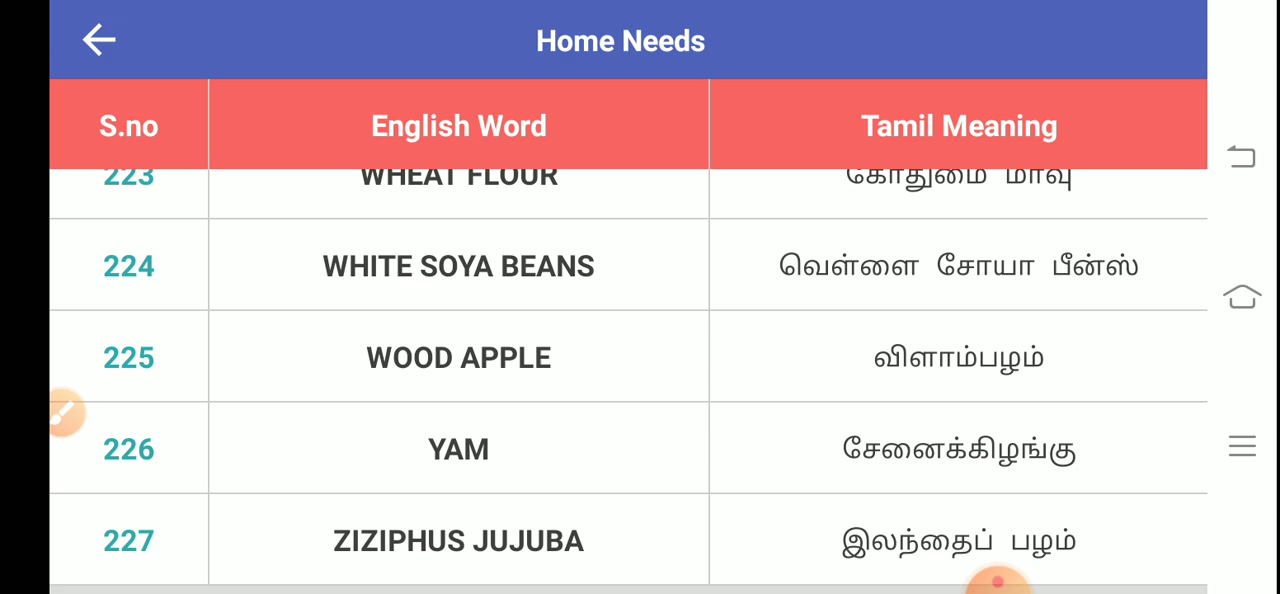 Home Needs
S.no English Word Tamil Meaning
223 WHEAT FLOUR கோதுமை மாவு
224 WHITE SOYA BEANS வெள்ளை சோயா பீன்ஸ்
225 WOOD APPLE விளாம்பழம்
226 YAM சேனைக்கிழங்கு
227 ZIZIPHUS JUJUBA இலந்தைப் பழம்